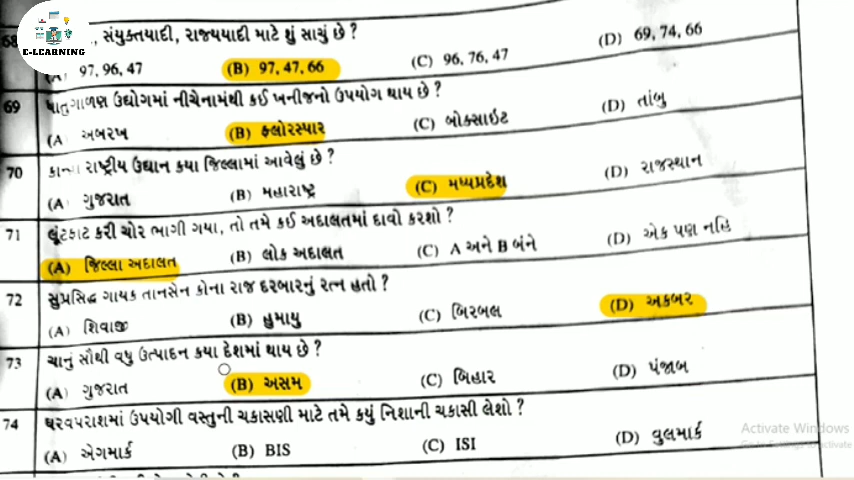 E-LEARNING
68 સંયુક્તયાદી, રાજ્યયાદી માટે શું સાચું છે ?
(A) 97, 96, 47 (B) 97, 47, 66 (C) 96, 76, 47 (D) 69, 74, 66
69 ધાતુગાળણ ઉદ્યોગમાં નીચેનામંથી કઈ ખનીજનો ઉપયોગ થાય છે ?
(A) અબરખ (B) ફ્લોરસ્પાર (C) બોક્સાઇટ (D) તાંબુ
70 કાન્હા રાષ્ટ્રીય ઉદ્યાન કયા જિલ્લામાં આવેલું છે ?
(A) ગુજરાત (B) મહારાષ્ટ્ર (C) મધ્યપ્રદેશ (D) રાજસ્થાન
71 લૂંટફાટ કરી ચોર ભાગી ગયા, તો તમે કઈ અદાલતમાં દાવો કરશો ?
(A) જિલ્લા અદાલત (B) લોક અદાલત (C) A અને B બંને (D) એક પણ નહિ
72 સુપ્રસિદ્ધ ગાયક તાનસેન કોના રાજ દરબારનું રત્ન હતો ?
(A) શિવાજી (B) હુમાયુ (C) બિરબલ (D) અકબર
73 ચાનું સૌથી વધુ ઉત્પાદન કયા દેશમાં થાય છે ?
(A) ગુજરાત (B) અસમ (C) બિહાર (D) પંજાબ
74 ઘરવપરાશમાં ઉપયોગી વસ્તુની ચકાસણી માટે તમે કયું નિશાની ચકાસી લેશો ?
(A) એગમાર્ક (B) BIS (C) ISI (D) વુલમાર્ક
Activate Windows